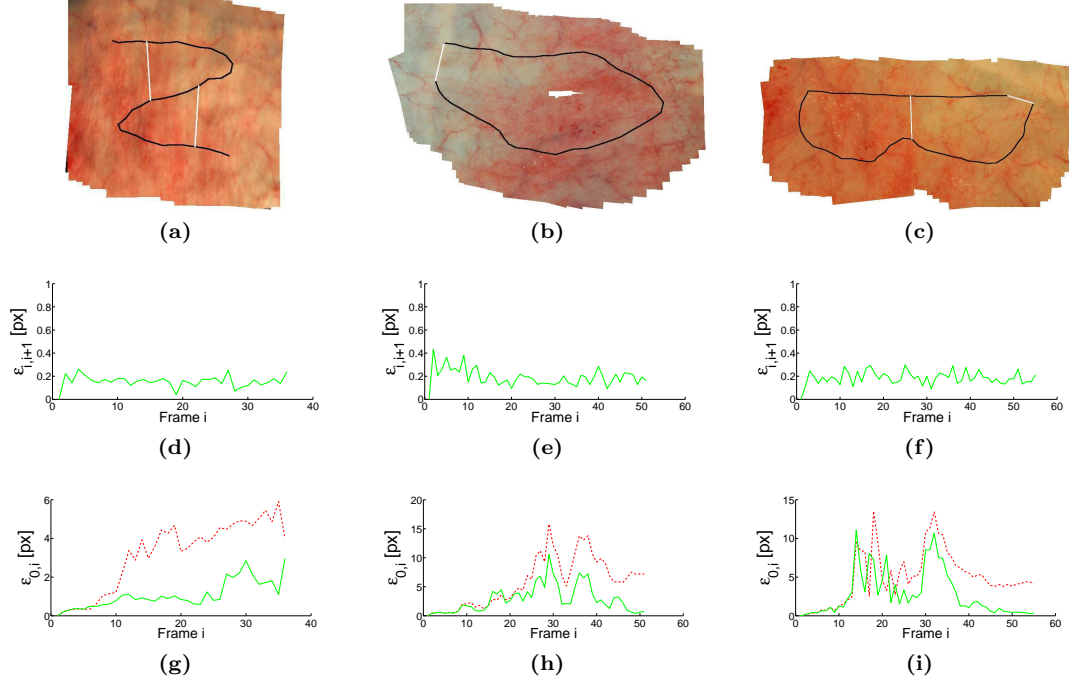 (a)
(b)
(c)
ε_{i,i+1} [px]
1
0.8
0.6
0.4
0.2
0
0 10 20 30 40
Frame i
(d)
ε_{i,i+1} [px]
1
0.8
0.6
0.4
0.2
0
0 10 20 30 40 50 60
Frame i
(e)
ε_{i,i+1} [px]
1
0.8
0.6
0.4
0.2
0
0 10 20 30 40 50 60
Frame i
(f)
ε_{0,i} [px]
6
4
2
0
0 10 20 30 40
Frame i
(g)
ε_{0,i} [px]
20
15
10
5
0
0 10 20 30 40 50 60
Frame i
(h)
ε_{0,i} [px]
15
10
5
0
0 10 20 30 40 50 60
Frame i
(i)